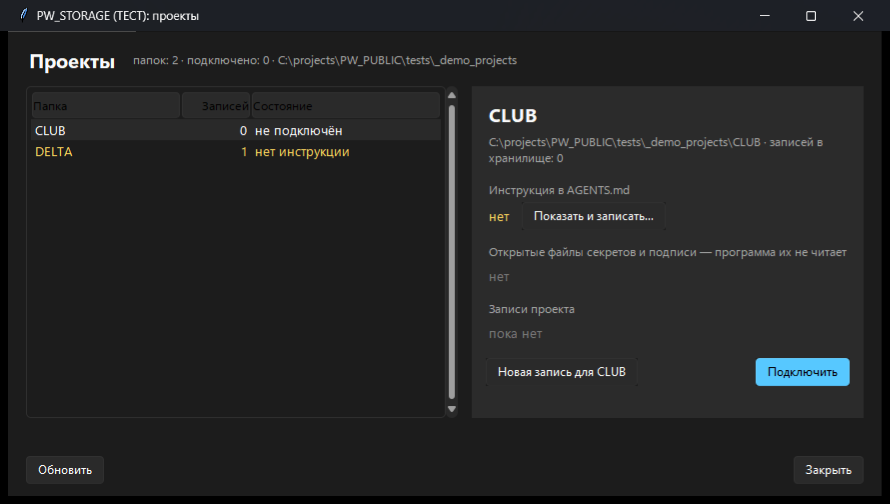 PW_STORAGE (ТЕСТ): проекты
Проекты папок: 2 · подключено: 0 · C:\projects\PW_PUBLIC\tests\_demo_projects
Папка Записей Состояние
CLUB 0 не подключён
DELTA 1 нет инструкции
CLUB
C:\projects\PW_PUBLIC\tests\_demo_projects\CLUB · записей в
хранилище: 0
Инструкция в AGENTS.md
нет Показать и записать...
Открытые файлы секретов и подписи — программа их не читает
нет
Записи проекта
пока нет
Новая запись для CLUB Подключить
Обновить Закрыть